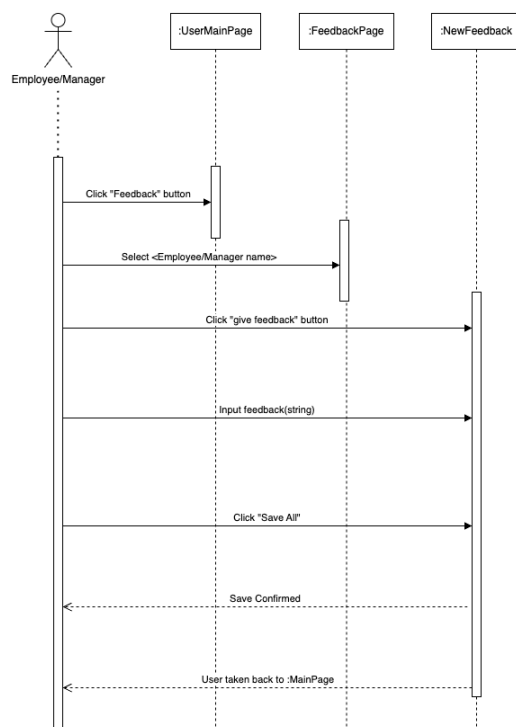 :UserMainPage
:FeedbackPage
:NewFeedback
Employee/Manager
Click "Feedback" button
Select <Employee/Manager name>
Click "give feedback" button
Input feedback(string)
Click "Save All"
Save Confirmed
User taken back to :MainPage